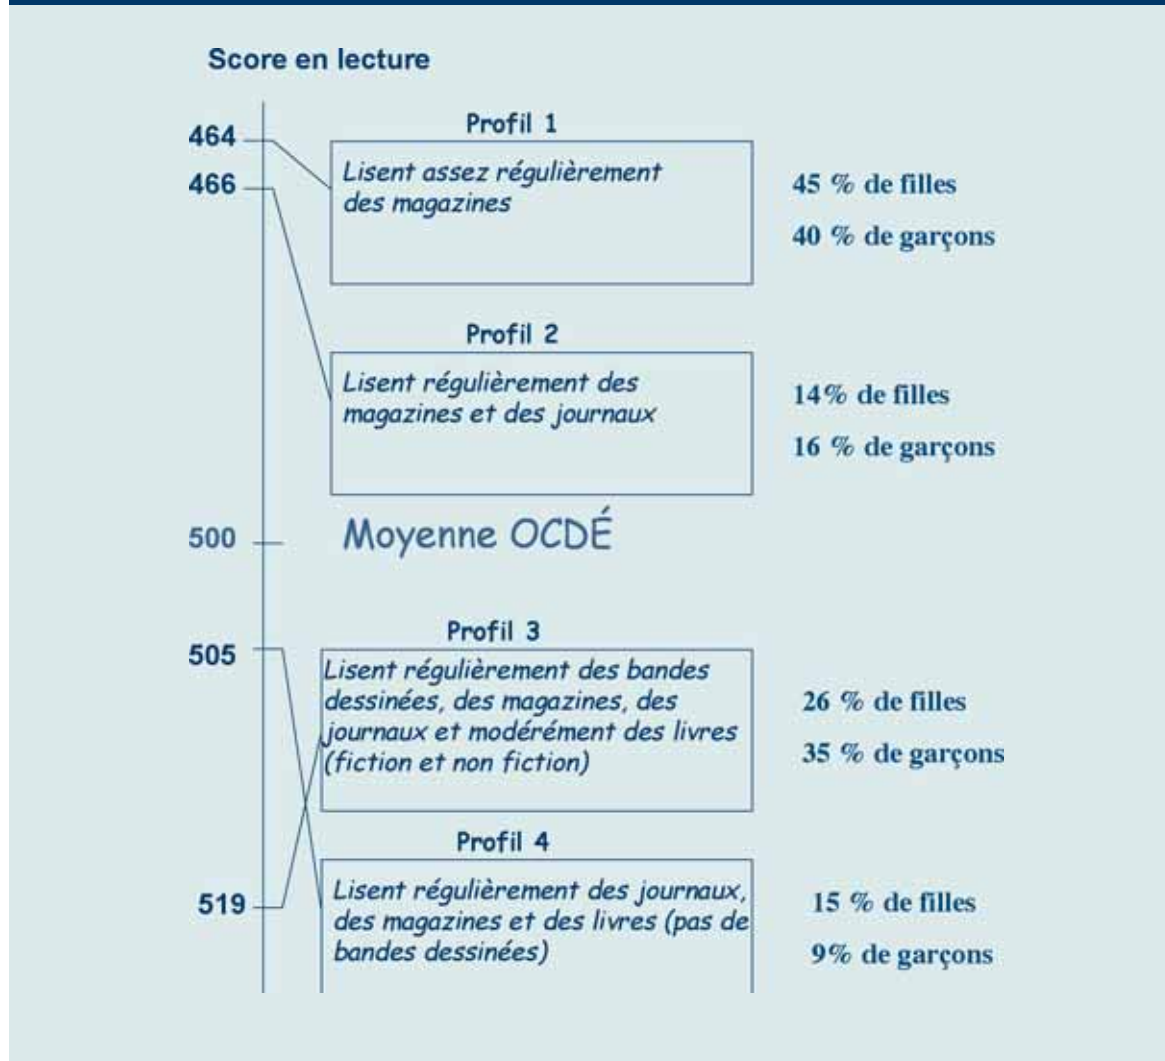 Score en lecture
464
Profil 1
Lisent assez régulièrement
des magazines
466
45 % de filles
40 % de garçons
Profil 2
Lisent régulièrement des
magazines et des journaux
14% de filles
16 % de garçons
500
Moyenne OCDÉ
505
Profil 3
Lisent régulièrement des bandes
dessinées, des magazines, des
journaux et modérément des livres
(fiction et non fiction)
26 % de filles
35 % de garçons
Profil 4
519
Lisent régulièrement des journaux,
des magazines et des livres (pas de
bandes dessinées)
15 % de filles
9% de garçons